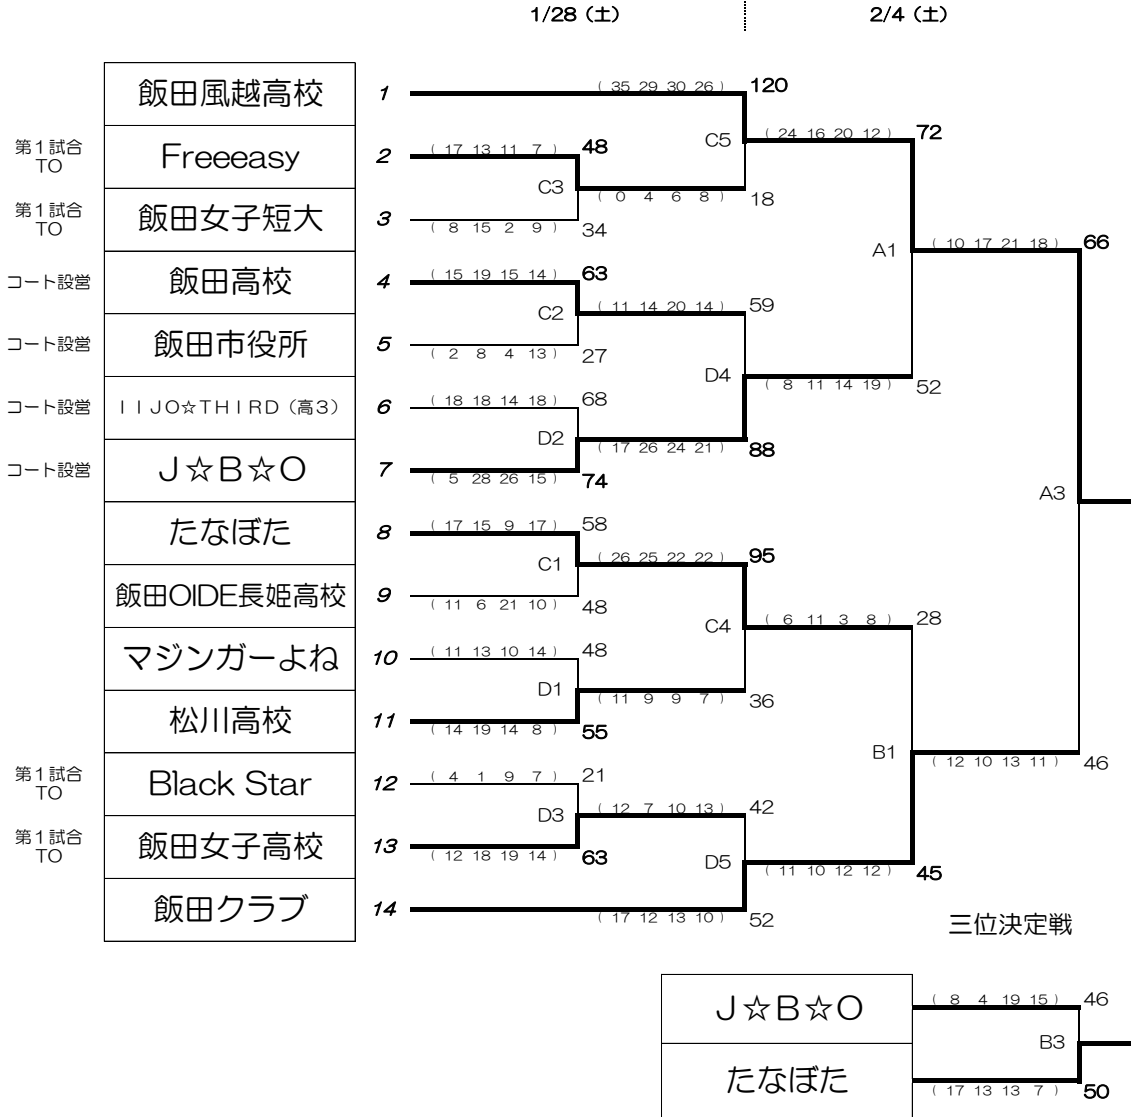 1/28（土）
2/4（土）
飯田風越高校
1
( 35 29 30 26 )
120
C5
( 24 16 20 12 )
72
第１試合
TO
Freeeasy
2
( 17 13 11 7 )
48
C3
( 0 4 6 8 )
18
第１試合
TO
飯田女子短大
3
( 8 15 2 9 )
34
A1
( 10 17 21 18 )
66
コート設営
飯田高校
4
( 15 19 15 14 )
63
C2
( 11 14 20 14 )
59
コート設営
飯田市役所
5
( 2 8 4 13 )
27
D4
( 8 11 14 19 )
52
コート設営
ＩＩＪＯ☆ＴＨＩＲＤ（高３）
6
( 18 18 14 18 )
68
D2
( 17 26 24 21 )
88
コート設営
Ｊ☆Ｂ☆Ｏ
7
( 5 28 26 15 )
74
A3
たなぼた
8
( 17 15 9 17 )
58
C1
( 26 25 22 22 )
95
飯田OIDE長姫高校
9
( 11 6 21 10 )
48
C4
( 6 11 3 8 )
28
マジンガーよね
10
( 11 13 10 14 )
48
D1
( 11 9 9 7 )
36
松川高校
11
( 14 19 14 8 )
55
B1
( 12 10 13 11 )
46
第１試合
TO
Black Star
12
( 4 1 9 7 )
21
D3
( 12 7 10 13 )
42
第１試合
TO
飯田女子高校
13
( 12 18 19 14 )
63
D5
( 11 10 12 12 )
45
飯田クラブ
14
( 17 12 13 10 )
52
三位決定戦
Ｊ☆Ｂ☆Ｏ
( 8 4 19 15 )
46
B3
たなぼた
( 17 13 13 7 )
50